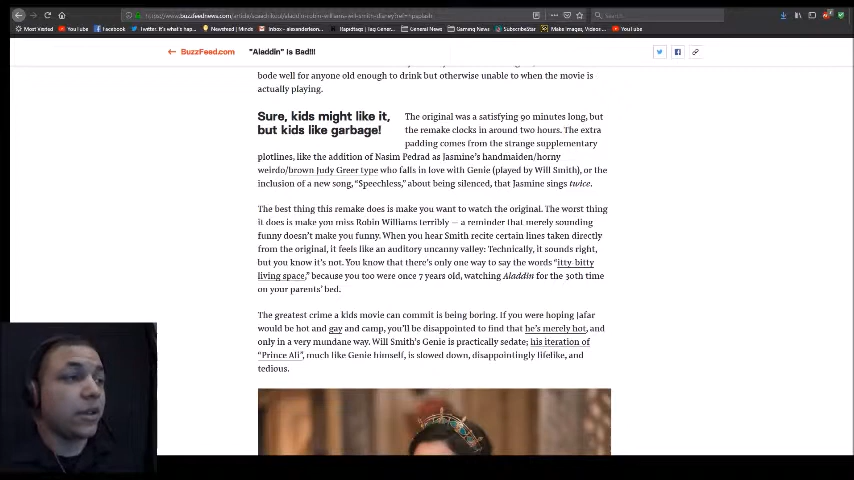 BuzzFeed.com
"Aladdin" Is Bad!!!
Search
Most Visited
YouTube
Facebook
Twitter. It's what's hap...
Newsfeed | Minds
Rapidtags
General News
Gaming News
SubscribeStar
Make Images, Videos ...
YouTube
bode well for anyone old enough to drink but otherwise unable to when the movie is
actually playing.
Sure, kids might like it,
but kids like garbage!
The original was a satisfying 90 minutes long, but
the remake clocks in around two hours. The extra
padding comes from the strange supplementary
plotlines, like the addition of Nasim Pedrad as Jasmine's handmaiden/horny
weirdo/brown Judy Greer type who falls in love with Genie (played by Will Smith), or the
inclusion of a new song, "Speechless," about being silenced, that Jasmine sings twice.
The best thing this remake does is make you want to watch the original. The worst thing
it does is make you miss Robin Williams terribly — a reminder that merely sounding
funny doesn't make you funny. When you hear Smith recite certain lines taken directly
from the original, it feels like an auditory uncanny valley: Technically, it sounds right,
but you know it's not. You know that there's only one way to say the words "itty-bitty
living space," because you too were once 7 years old, watching Aladdin for the 30th time
on your parents' bed.
The greatest crime a kids movie can commit is being boring. If you were hoping Jafar
would be hot and gay and camp, you'll be disappointed to find that he's merely hot, and
only in a very mundane way. Will Smith's Genie is practically sedate; his iteration of
"Prince Ali", much like Genie himself, is slowed down, disappointingly lifelike, and
tedious.